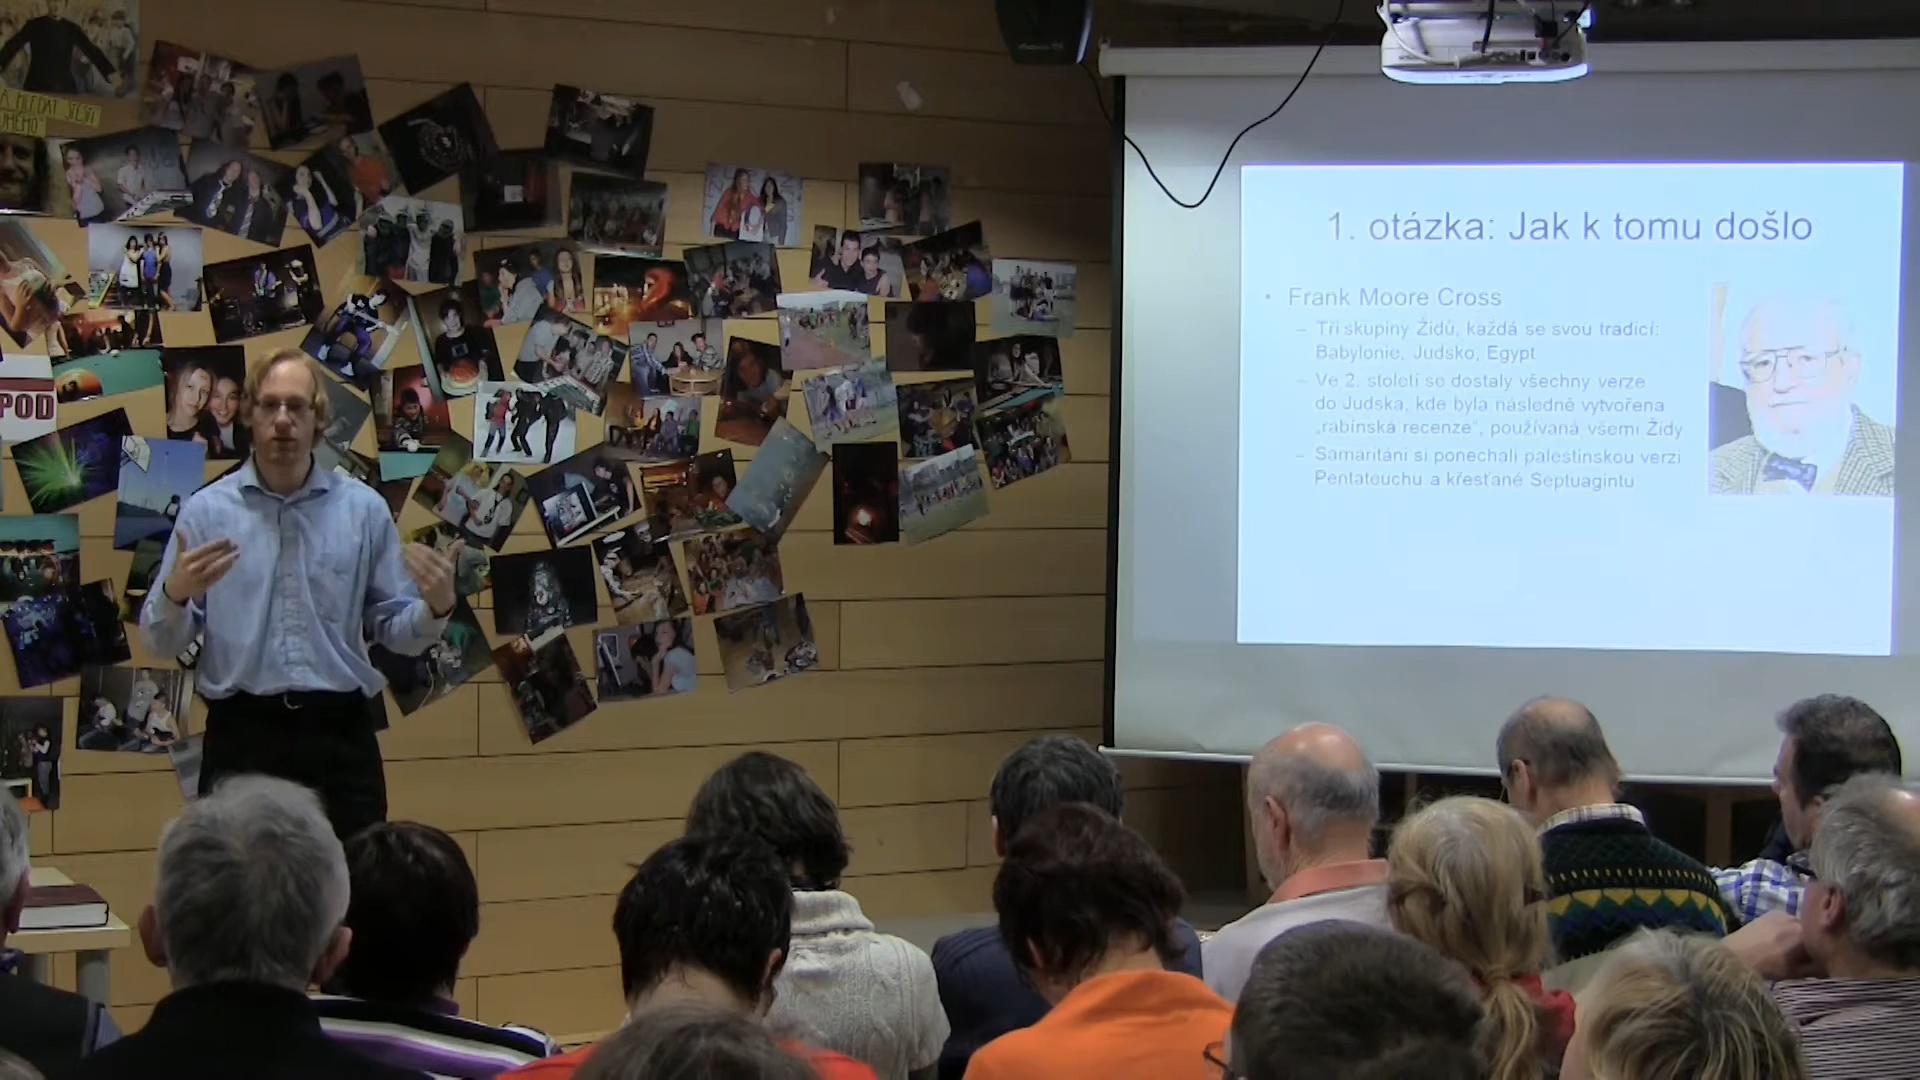 A HLEDAT
POD
1. otázka: Jak k tomu došlo
• Frank Moore Cross
– Tři skupiny Židů, každá se svou tradicí:
Babylonie, Judsko, Egypt
– Ve 2. století se dostaly všechny verze
do Judska, kde byla následně vytvořena
„rabínská recenze“, používaná všemi Židy
– Samaritáni si ponechali palestinskou verzi
Pentateuchu a křesťané Septuagintu